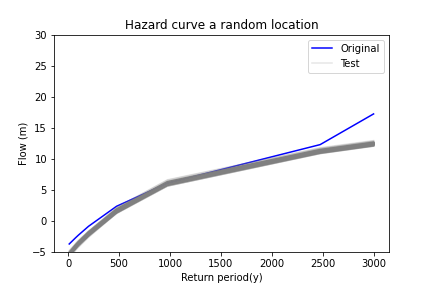 Hazard curve a random location
Original
Test
30
25
20
15
10
5
0
−5
Flow (m)
0 500 1000 1500 2000 2500 3000
Return period(y)